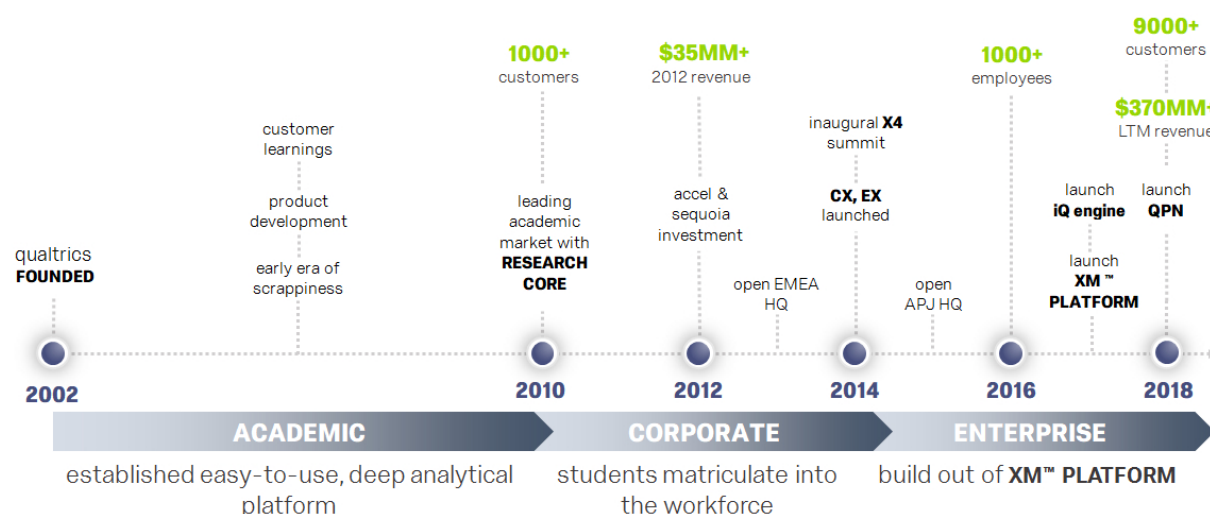 9000+
customers
1000+
customers
$35MM+
2012 revenue
1000+
employees
$370MM+
LTM revenue
customer
learnings
inaugural X4
summit
product
development
leading
academic
market with
RESEARCH
CORE
accel &
sequoia
investment
CX, EX
launched
launch
iQ engine
launch
QPN
qualtrics
FOUNDED
early era of
scrappiness
open EMEA
HQ
open
APJ HQ
launch
XM ™
PLATFORM
2002
2010
2012
2014
2016
2018
ACADEMIC
CORPORATE
ENTERPRISE
established easy-to-use, deep analytical
platform
students matriculate into
the workforce
build out of XM™ PLATFORM